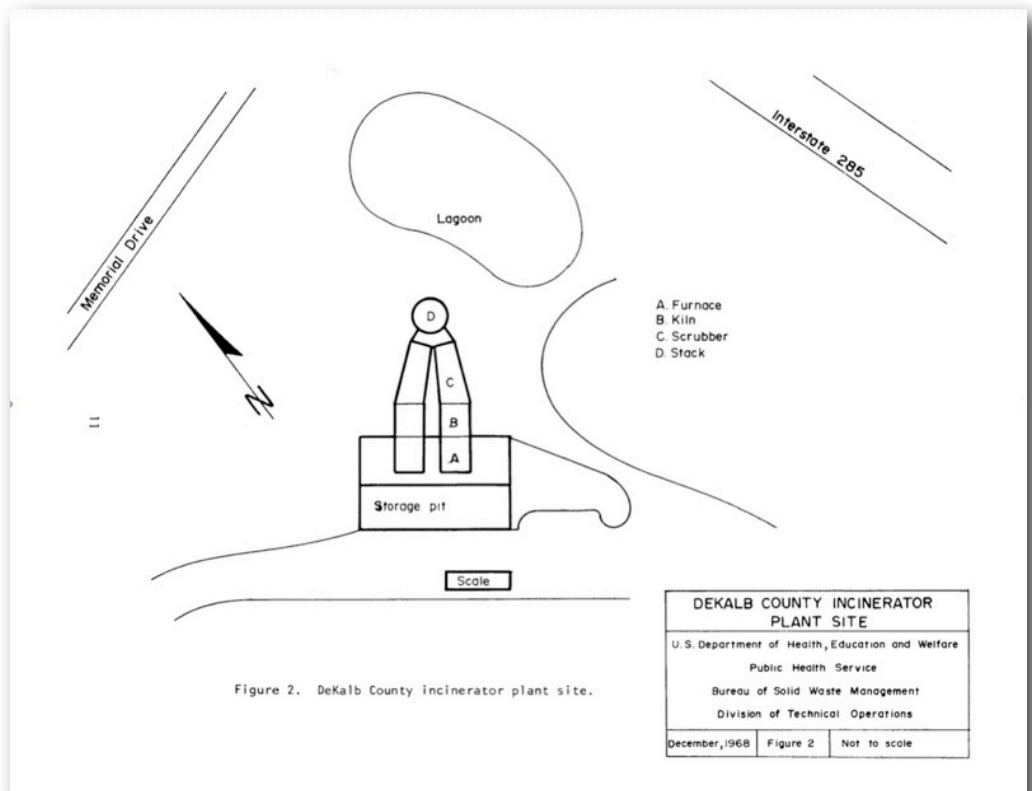 Interstate 285
Memorial Drive
Lagoon
D
A. Furnace
B. Kiln
C. Scrubber
D. Stack
C
N
B
11
A
Storage pit
Scale
DEKALB COUNTY INCINERATOR
PLANT SITE
U.S. Department of Health, Education and Welfare
Public Health Service
Bureau of Solid Waste Management
Division of Technical Operations
December, 1968 Figure 2 Not to scale
Figure 2. DeKalb County incinerator plant site.